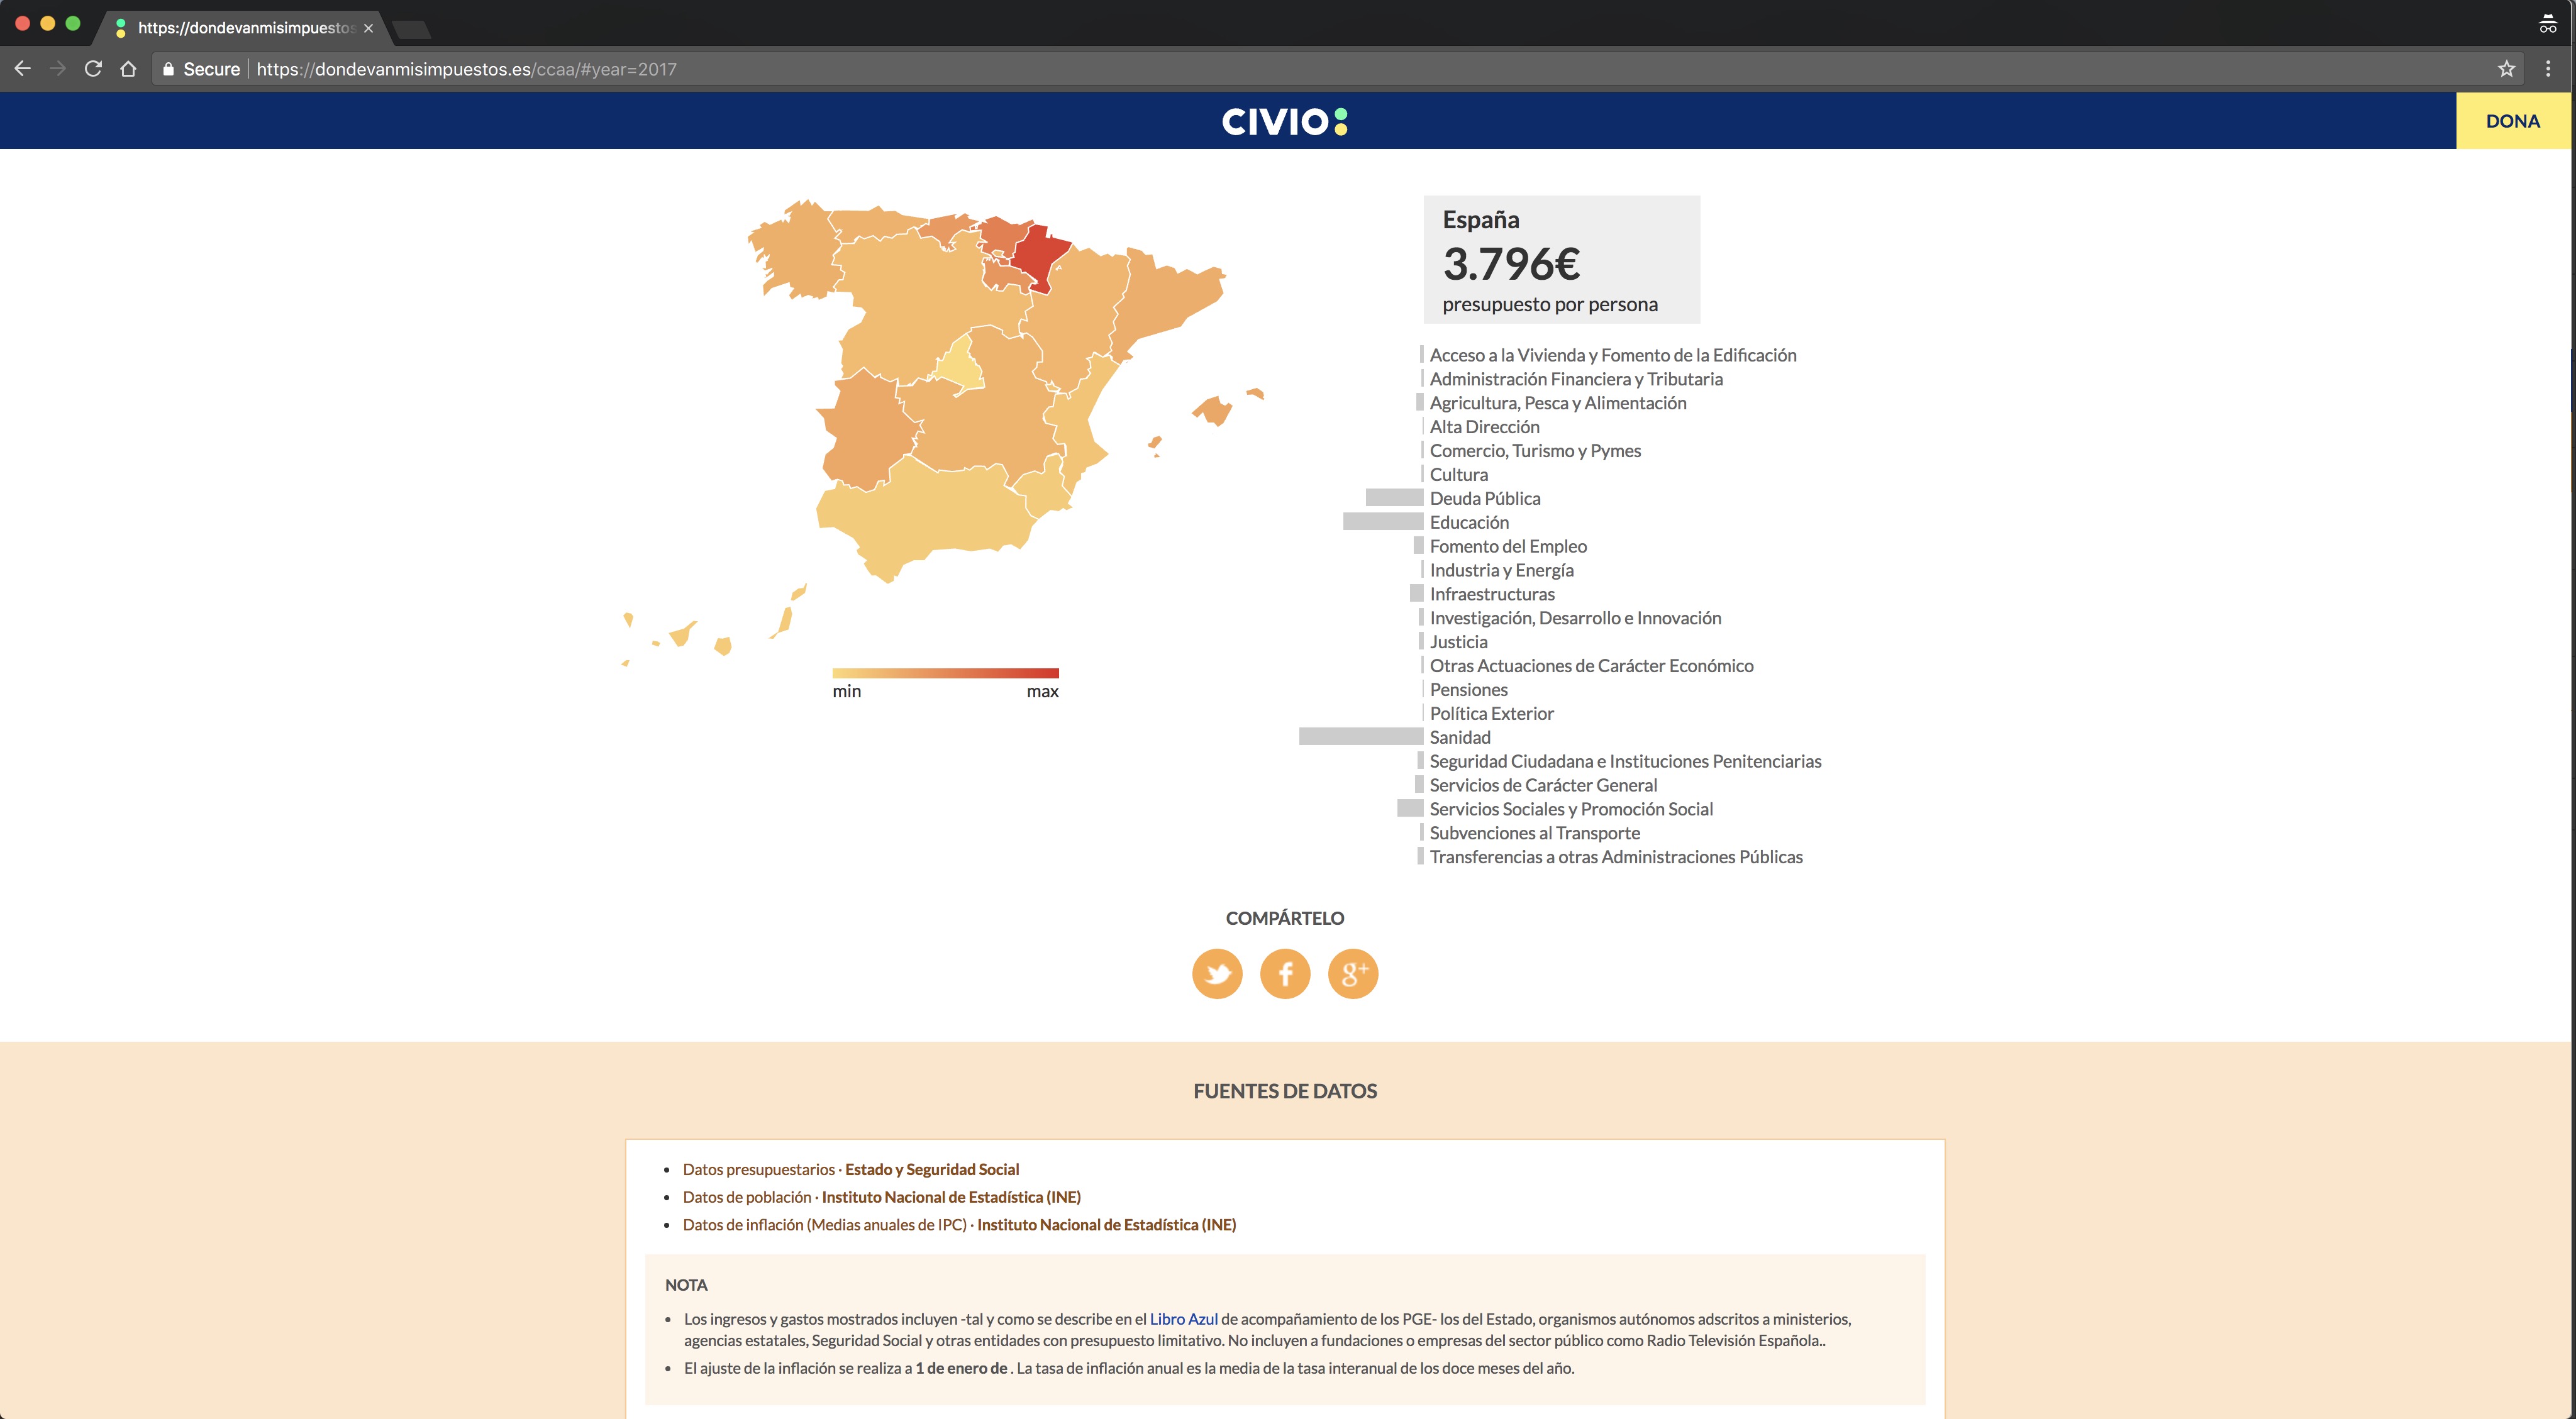 https://dondevanmisimpuestos
Secure
https://dondevanmisimpuestos.es/ccaa/#year=2017
CIVIO
DONA
España
3.796€
presupuesto por persona
Acceso a la Vivienda y Fomento de la Edificación
Administración Financiera y Tributaria
Agricultura, Pesca y Alimentación
Alta Dirección
Comercio, Turismo y Pymes
Cultura
Deuda Pública
Educación
Fomento del Empleo
Industria y Energía
Infraestructuras
Investigación, Desarrollo e Innovación
Justicia
Otras Actuaciones de Carácter Económico
Pensiones
Política Exterior
Sanidad
Seguridad Ciudadana e Instituciones Penitenciarias
Servicios de Carácter General
Servicios Sociales y Promoción Social
Subvenciones al Transporte
Transferencias a otras Administraciones Públicas
min max
COMPÁRTELO
f g+
FUENTES DE DATOS
• Datos presupuestarios · Estado y Seguridad Social
• Datos de población · Instituto Nacional de Estadística (INE)
• Datos de inflación (Medias anuales de IPC) · Instituto Nacional de Estadística (INE)
NOTA
• Los ingresos y gastos mostrados incluyen -tal y como se describe en el Libro Azul de acompañamiento de los PGE- los del Estado, organismos autónomos adscritos a ministerios,
agencias estatales, Seguridad Social y otras entidades con presupuesto limitativo. No incluyen a fundaciones o empresas del sector público como Radio Televisión Española..
• El ajuste de la inflación se realiza a 1 de enero de . La tasa de inflación anual es la media de la tasa interanual de los doce meses del año.